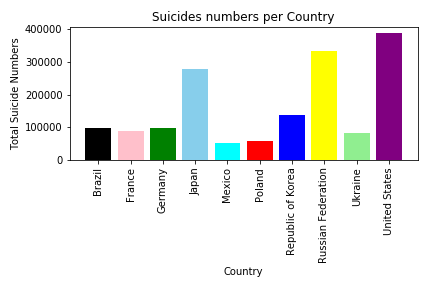 Suicides numbers per Country
Total Suicide Numbers
400000
300000
200000
100000
0
Brazil
France
Germany
Japan
Mexico
Poland
Republic of Korea
Russian Federation
Ukraine
United States
Country